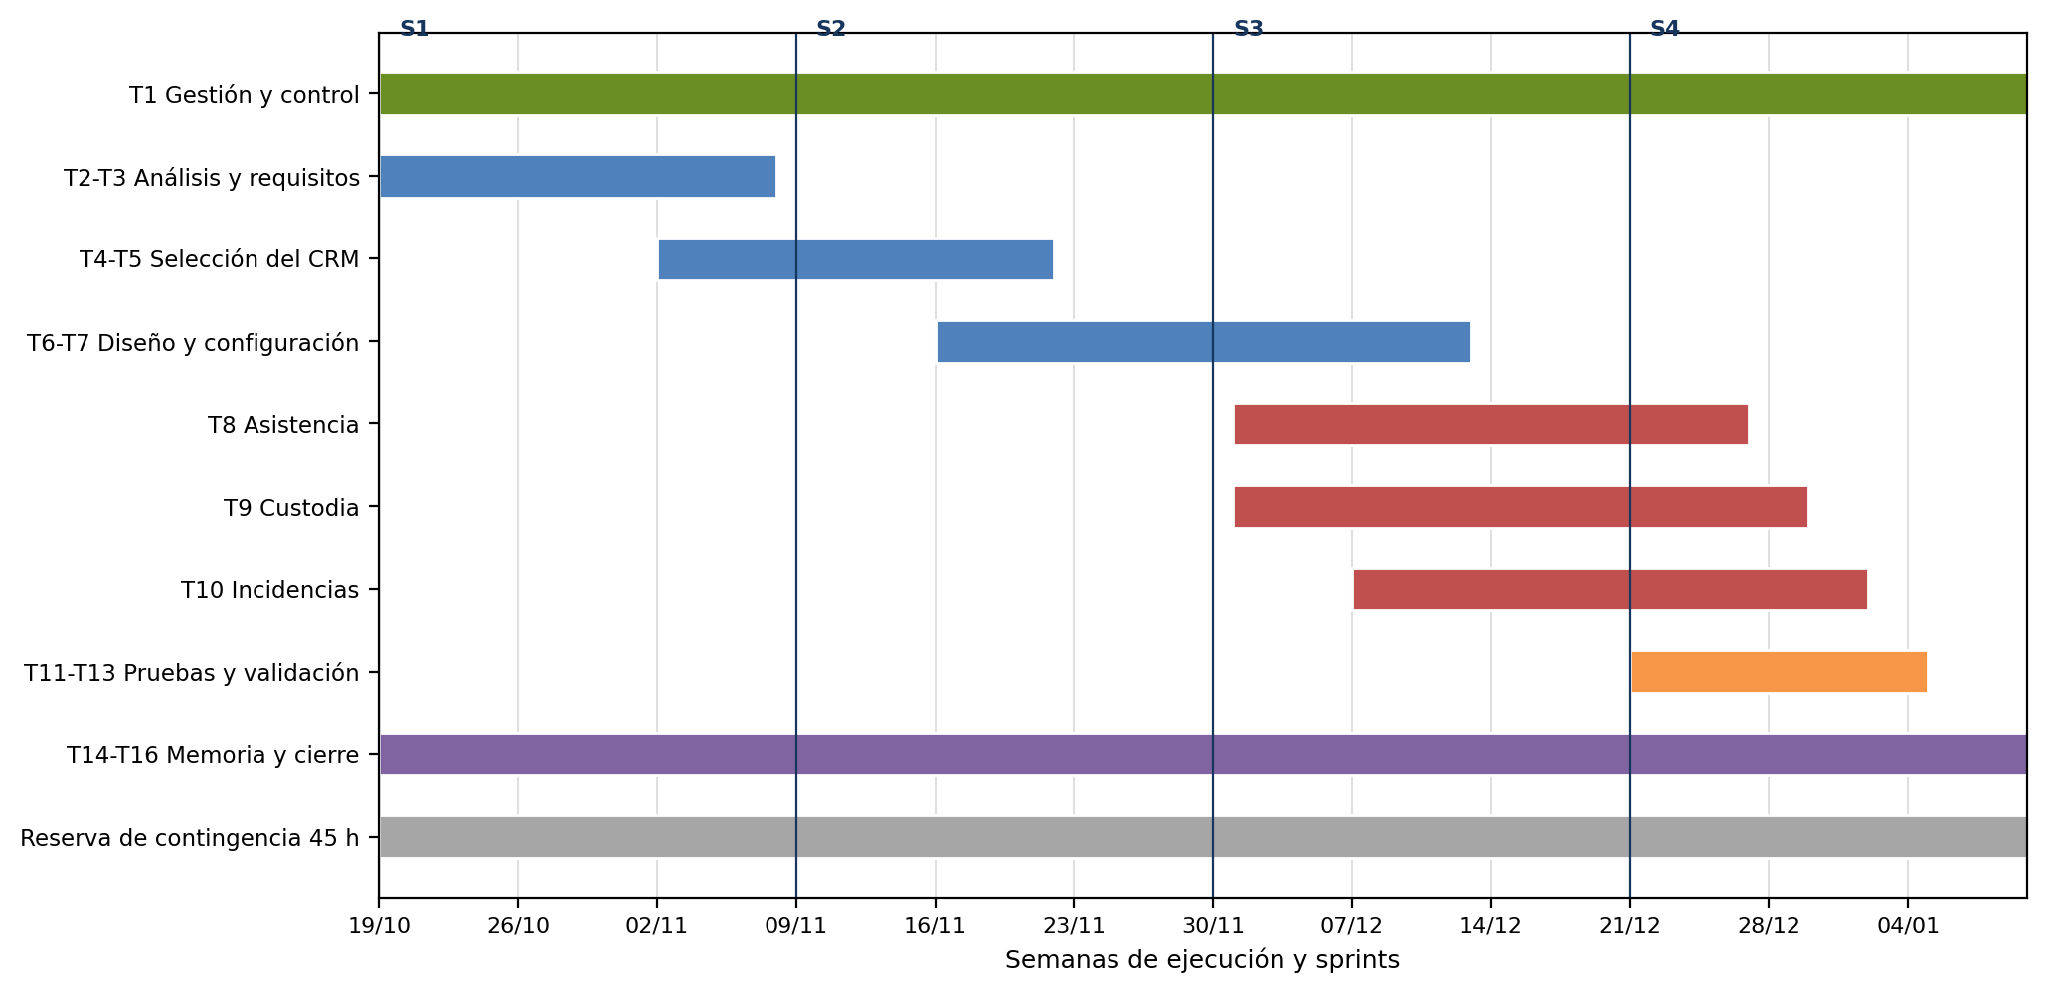 S1 S2 S3 S4
T1 Gestión y control
T2-T3 Análisis y requisitos
T4-T5 Selección del CRM
T6-T7 Diseño y configuración
T8 Asistencia
T9 Custodia
T10 Incidencias
T11-T13 Pruebas y validación
T14-T16 Memoria y cierre
Reserva de contingencia 45 h
19/10 26/10 02/11 09/11 16/11 23/11 30/11 07/12 14/12 21/12 28/12 04/01
Semanas de ejecución y sprints